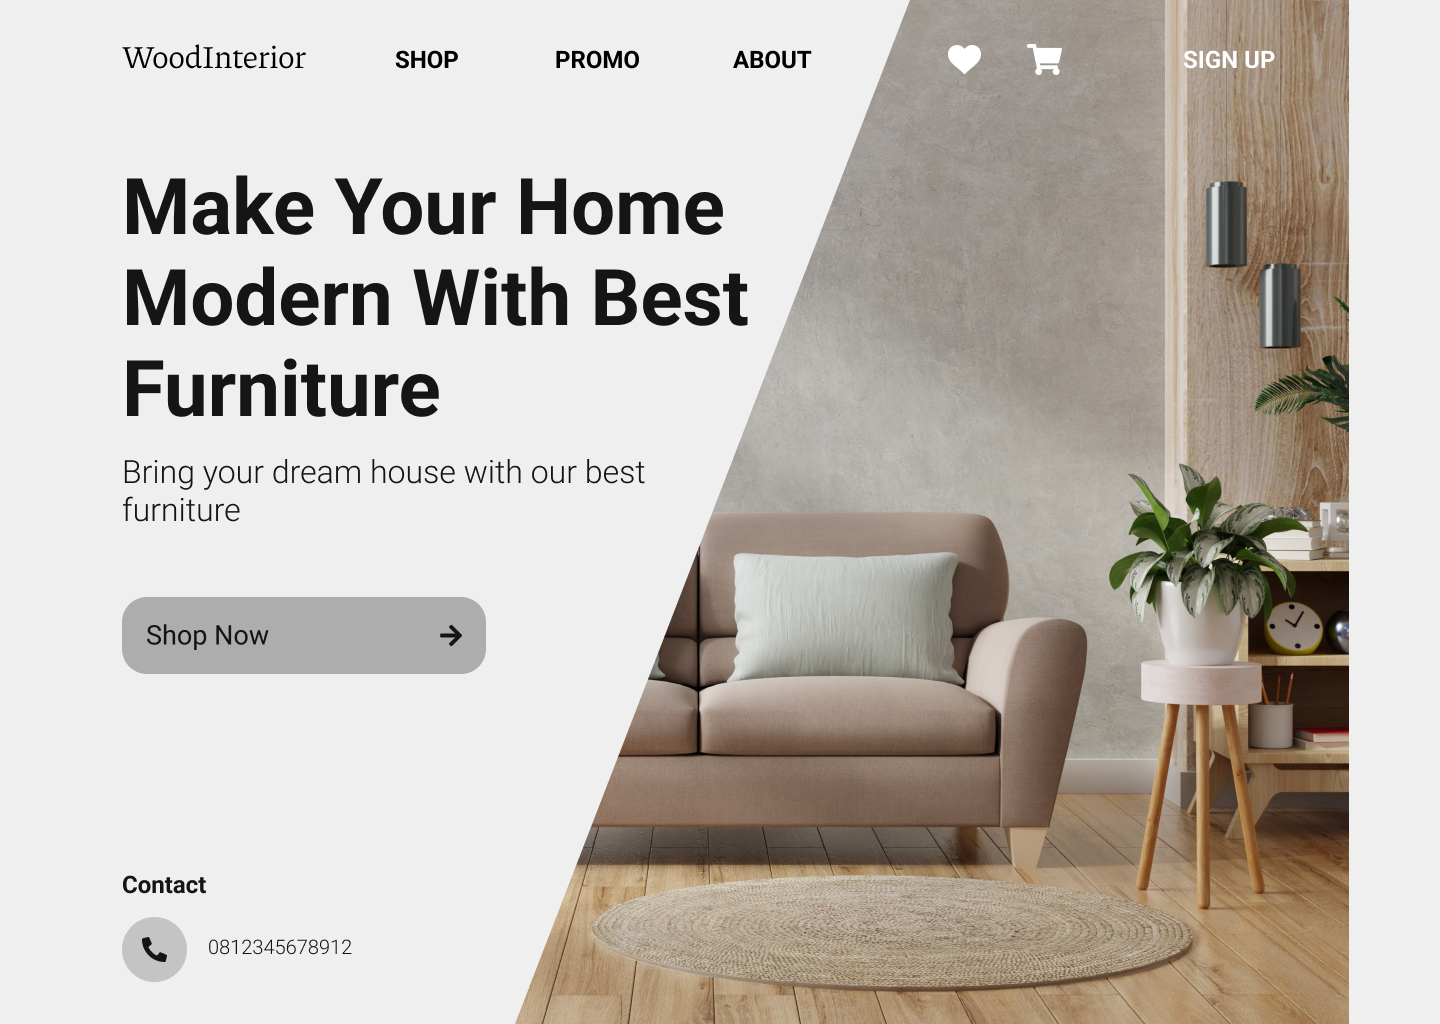 WoodInterior
SHOP
PROMO
ABOUT
SIGN UP
Make Your Home
Modern With Best
Furniture
Bring your dream house with our best
furniture
Shop Now
Contact
0812345678912